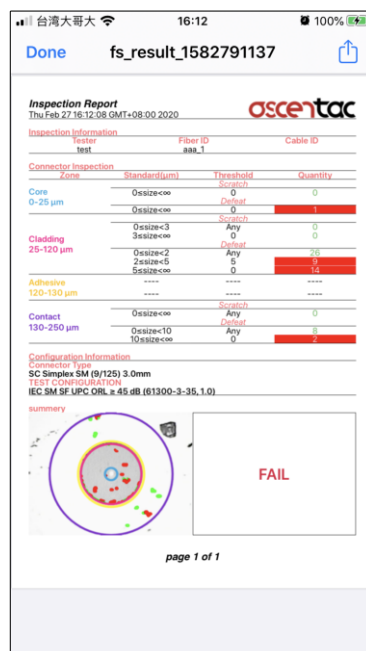 台湾大哥大 16:12 100%
Done fs_result_1582791137
Inspection Report
Thu Feb 27 16:12:08 GMT+08:00 2020
ascentac
Inspection Information
Tester Fiber ID Cable ID
test aaa_1
Connector Inspection
Zone Standard(μm) Threshold Quantity
Core
0-25 μm
Scratch
0≤size<∞ 0 0
Defeat
0≤size<∞ 0 1
Cladding
25-120 μm
Scratch
0≤size<3 Any 0
3≤size<∞ 0 0
Defeat
0≤size<2 Any 26
2≤size<5 5 9
5≤size<∞ 0 14
Adhesive
120-130 μm
---- ---- ----
---- ---- ----
Contact
130-250 μm
Scratch
0≤size<∞ Any 0
Defeat
0≤size<10 Any 8
10≤size<∞ 0 2
Configuration Information
Connector Type
SC Simplex SM (9/125) 3.0mm
TEST CONFIGURATION
IEC SM SF UPC ORL ≥ 45 dB (61300-3-35, 1.0)
summery
FAIL
page 1 of 1